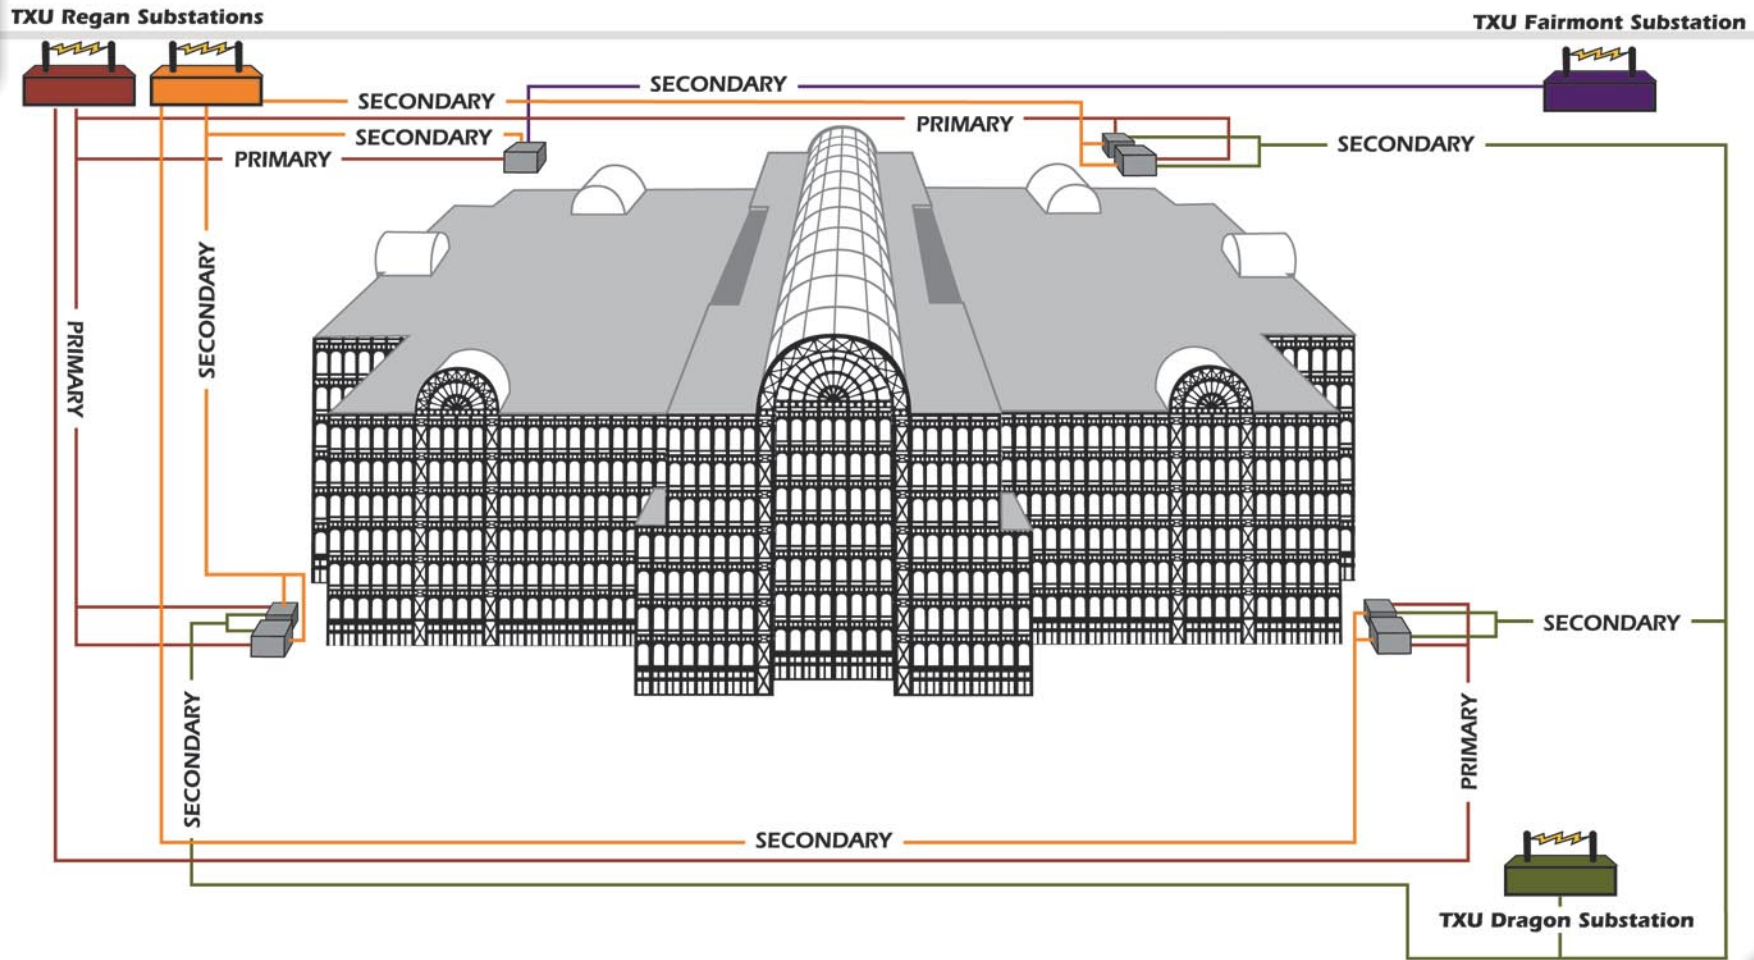 TXU Regan Substations
TXU Fairmont Substation
SECONDARY
SECONDARY
PRIMARY
SECONDARY
SECONDARY
PRIMARY
SECONDARY
PRIMARY
SECONDARY
SECONDARY
PRIMARY
SECONDARY
TXU Dragon Substation